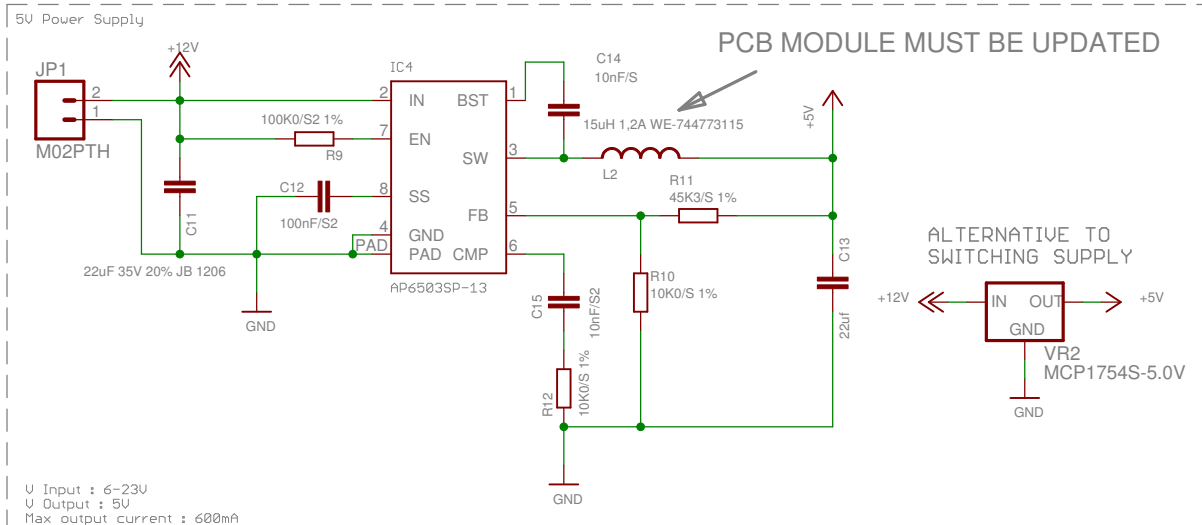 5V Power Supply
PCB MODULE MUST BE UPDATED
+12V
JP1
2
1
M02PTH
100K0/S2 1%
R9
C11
22uF 35V 20% JB 1206
C12
100nF/S2
GND
IC4
2
IN
BST
1
7
EN
SW
3
8
SS
FB
5
4
GND
PAD
PAD
CMP
6
AP6503SP-13
C14
10nF/S
15uH 1,2A WE-744773115
L2
+5V
R11
45K3/S 1%
R10
10K0/S 1%
C13
22uf
C15
10nF/S2
R12
10K0/S 1%
GND
ALTERNATIVE TO
SWITCHING SUPPLY
+12V
IN
OUT
GND
+5V
VR2
MCP1754S-5.0V
GND
V Input : 6-23V
V Output : 5V
Max output current : 600mA